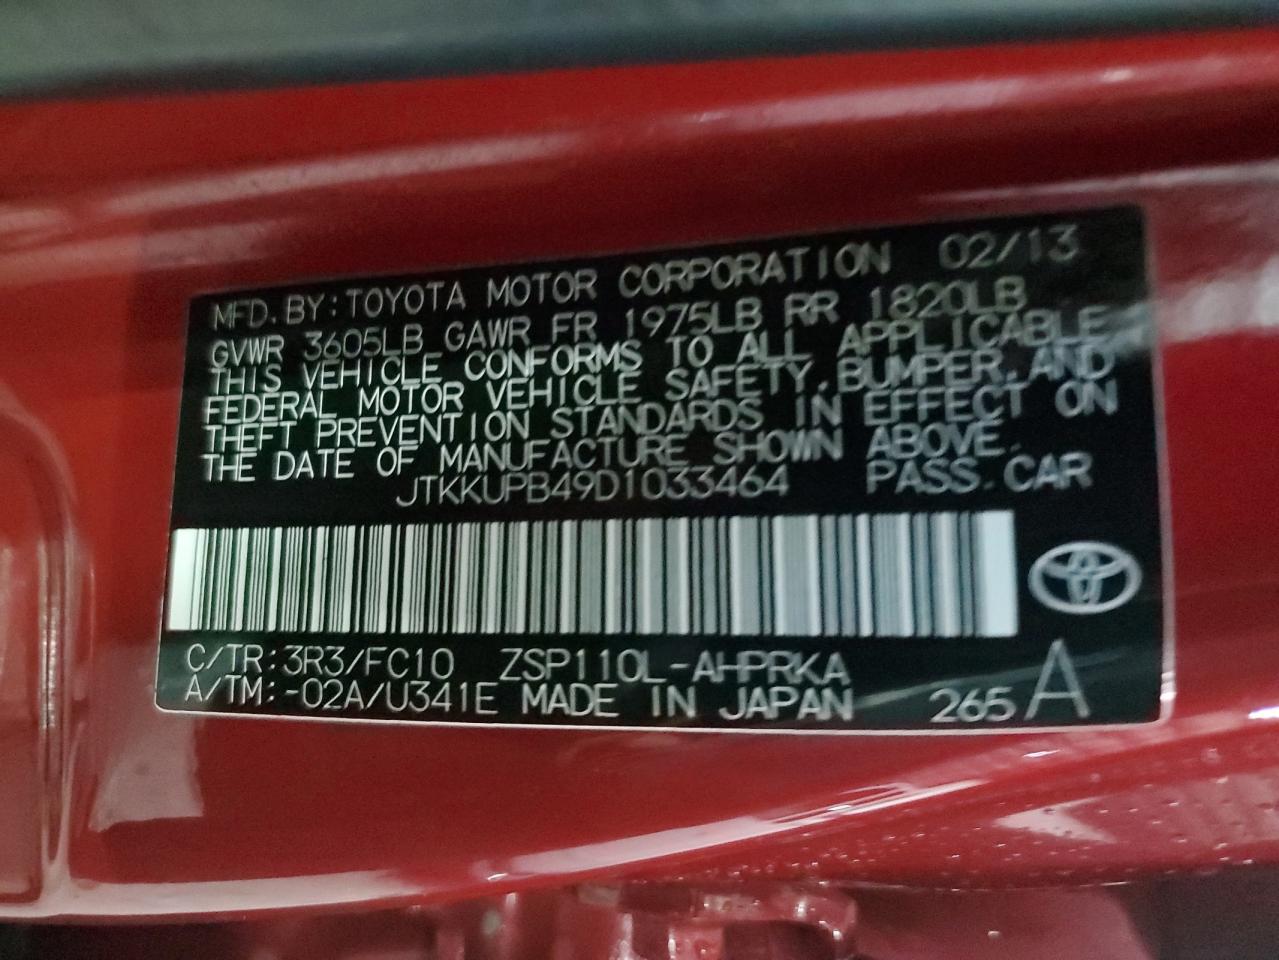 MFD. BY: TOYOTA MOTOR CORPORATION 02/13
GVWR 3605LB GAWR FR 1975LB RR 1820LB
THIS VEHICLE CONFORMS TO ALL APPLICABLE
FEDERAL MOTOR VEHICLE SAFETY, BUMPER, AND
THEFT PREVENTION STANDARDS IN EFFECT ON
THE DATE OF MANUFACTURE SHOWN ABOVE.
JTKKUPB49D1033464 PASS. CAR
C/TR: 3R3/FC10 ZSP110L-AHPRKA
A/TM: -02A/U341E MADE IN JAPAN 265 A